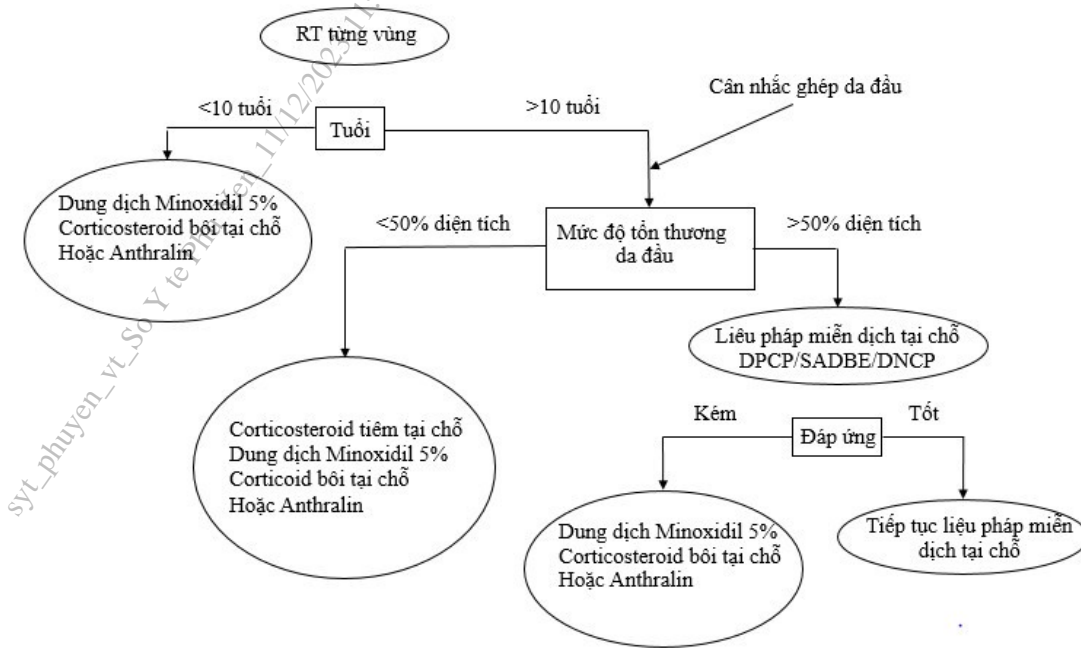 RT từng vùng
Cân nhắc ghép da đầu
<10 tuổi
>10 tuổi
Tuổi
Dung dịch Minoxidil 5%
Corticosteroid bôi tại chỗ
Hoặc Anthralin
<50% diện tích
Mức độ tổn thương
da đầu
>50% diện tích
Liêu pháp miễn dịch tại chỗ
DPCP/SADBE/DNCP
Corticosteroid tiêm tại chỗ
Dung dịch Minoxidil 5%
Corticoid bôi tại chỗ
Hoặc Anthralin
Kém
Tốt
Đáp ứng
Dung dịch Minoxidil 5%
Corticosteroid bôi tại chỗ
Hoặc Anthralin
Tiếp tục liệu pháp miễn
dịch tại chỗ